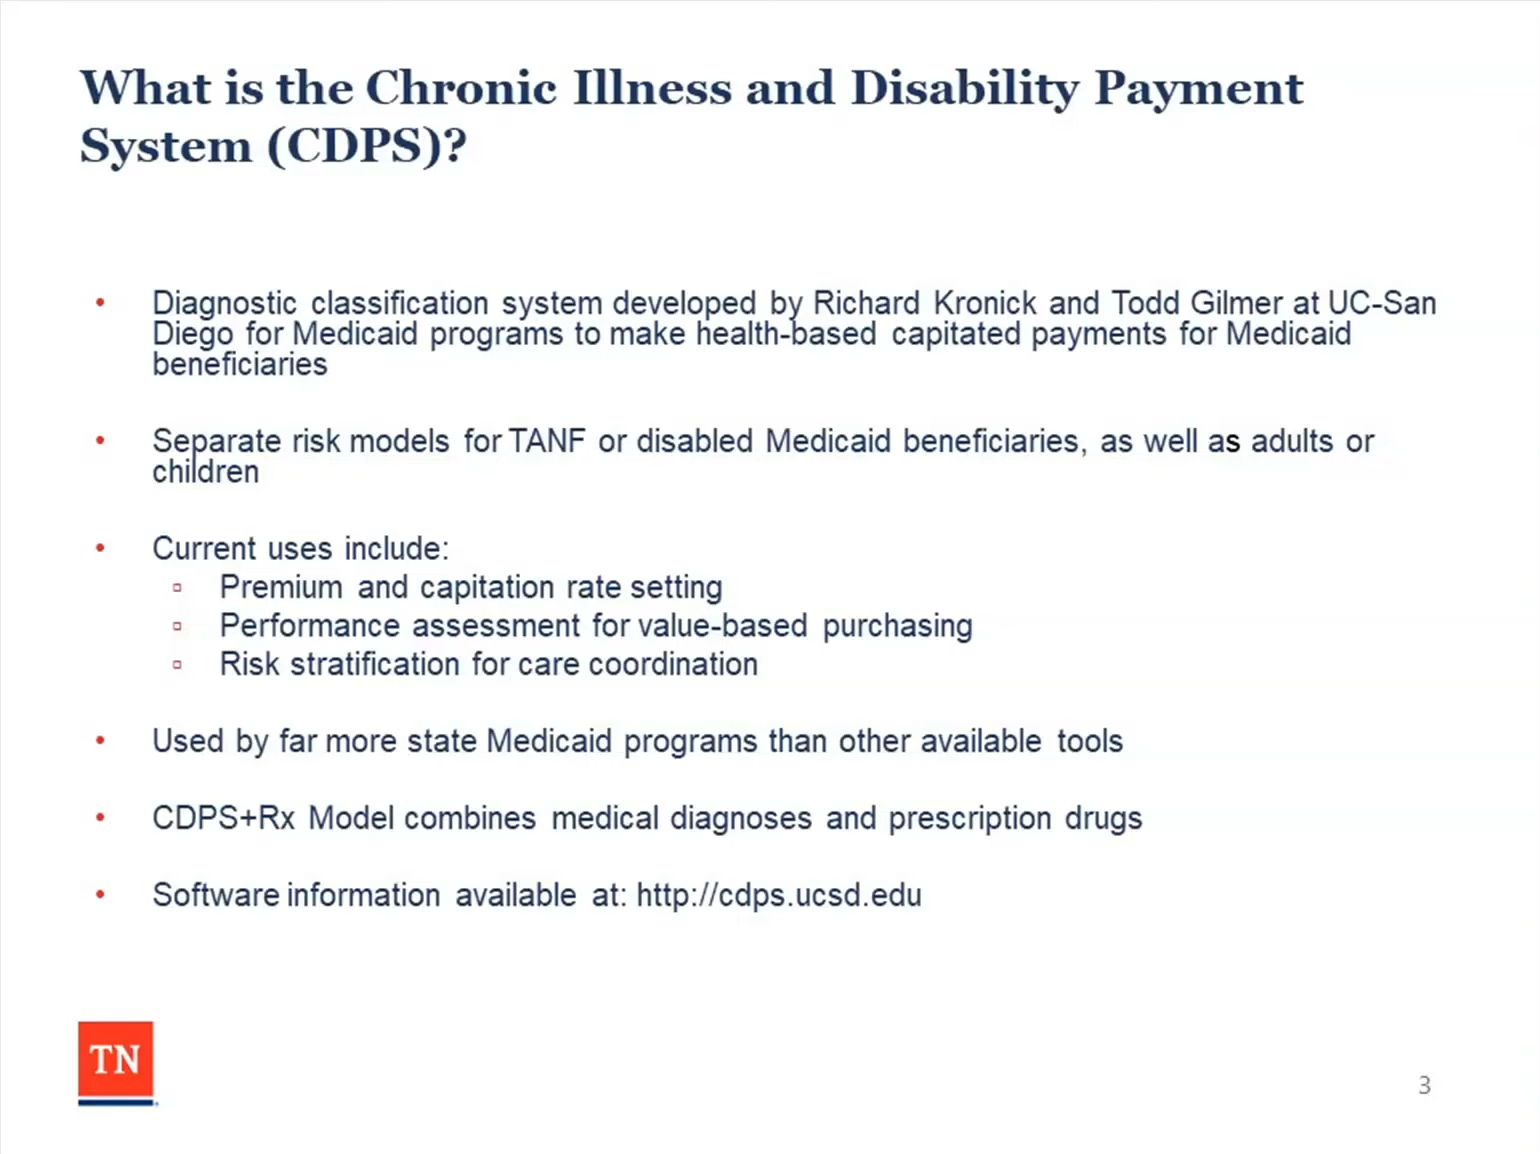 What is the Chronic Illness and Disability Payment
System (CDPS)?
• Diagnostic classification system developed by Richard Kronick and Todd Gilmer at UC-San
Diego for Medicaid programs to make health-based capitated payments for Medicaid
beneficiaries
• Separate risk models for TANF or disabled Medicaid beneficiaries, as well as adults or
children
• Current uses include:
▫ Premium and capitation rate setting
▫ Performance assessment for value-based purchasing
▫ Risk stratification for care coordination
• Used by far more state Medicaid programs than other available tools
• CDPS+Rx Model combines medical diagnoses and prescription drugs
• Software information available at: http://cdps.ucsd.edu
TN
3